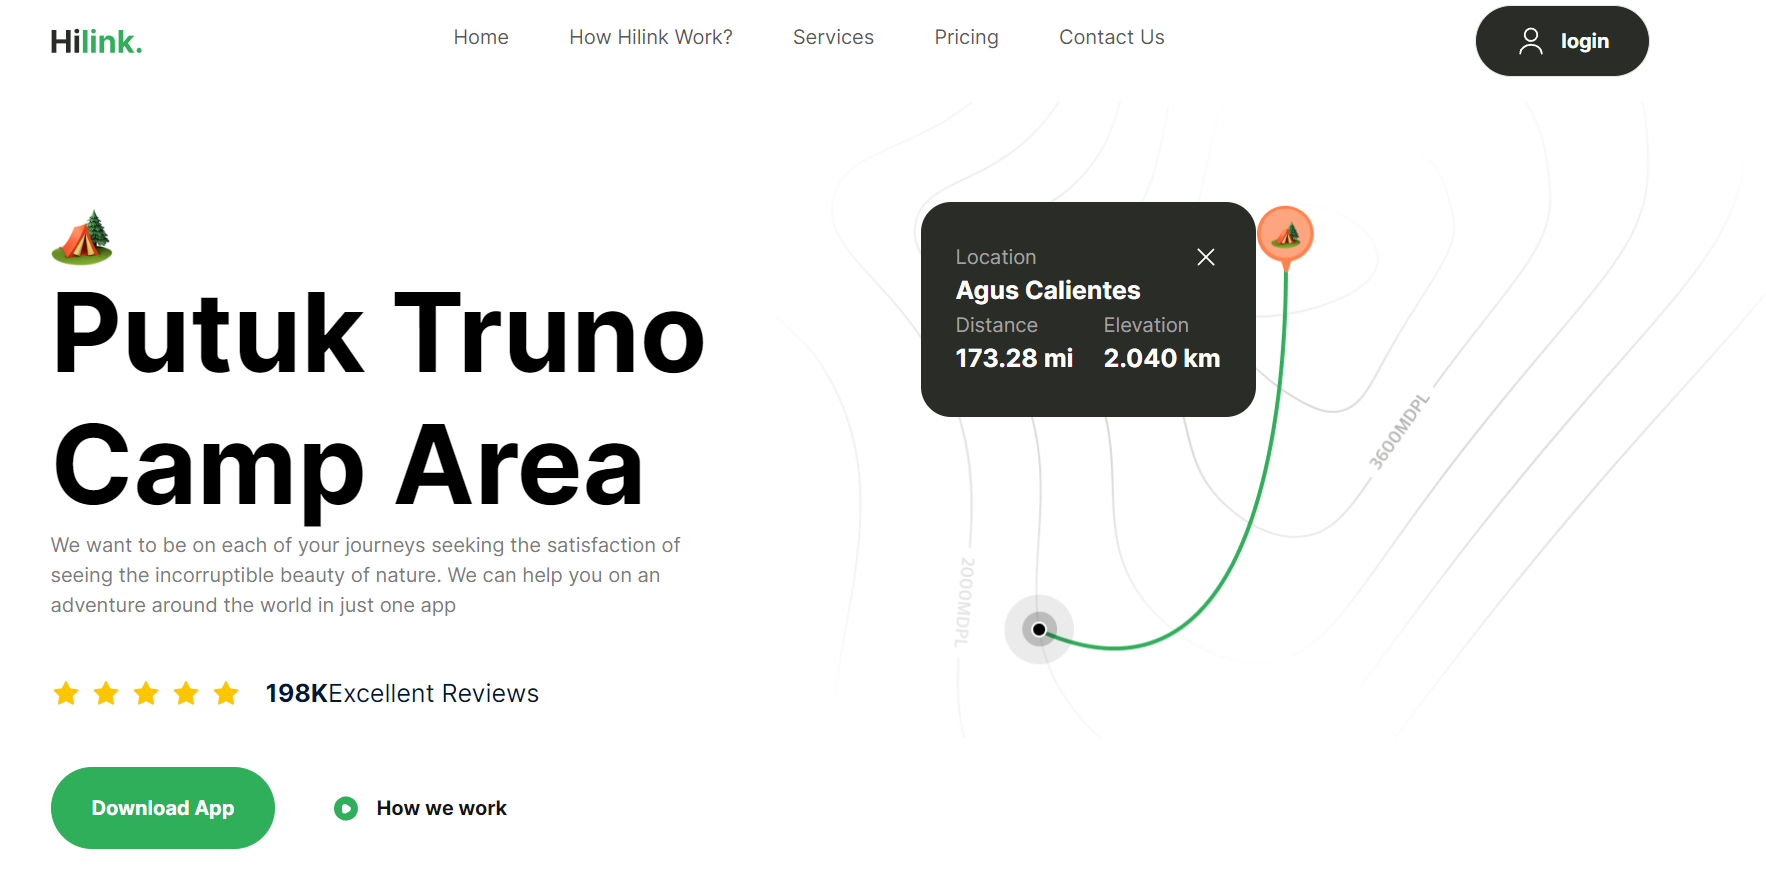 Hilink.
Home How Hilink Work? Services Pricing Contact Us
login
Putuk Truno
Camp Area
We want to be on each of your journeys seeking the satisfaction of
seeing the incorruptible beauty of nature. We can help you on an
adventure around the world in just one app
198KExcellent Reviews
Download App
How we work
Location
Agus Calientes
Distance Elevation
173.28 mi 2.040 km
3600MDPL
2000MDPL